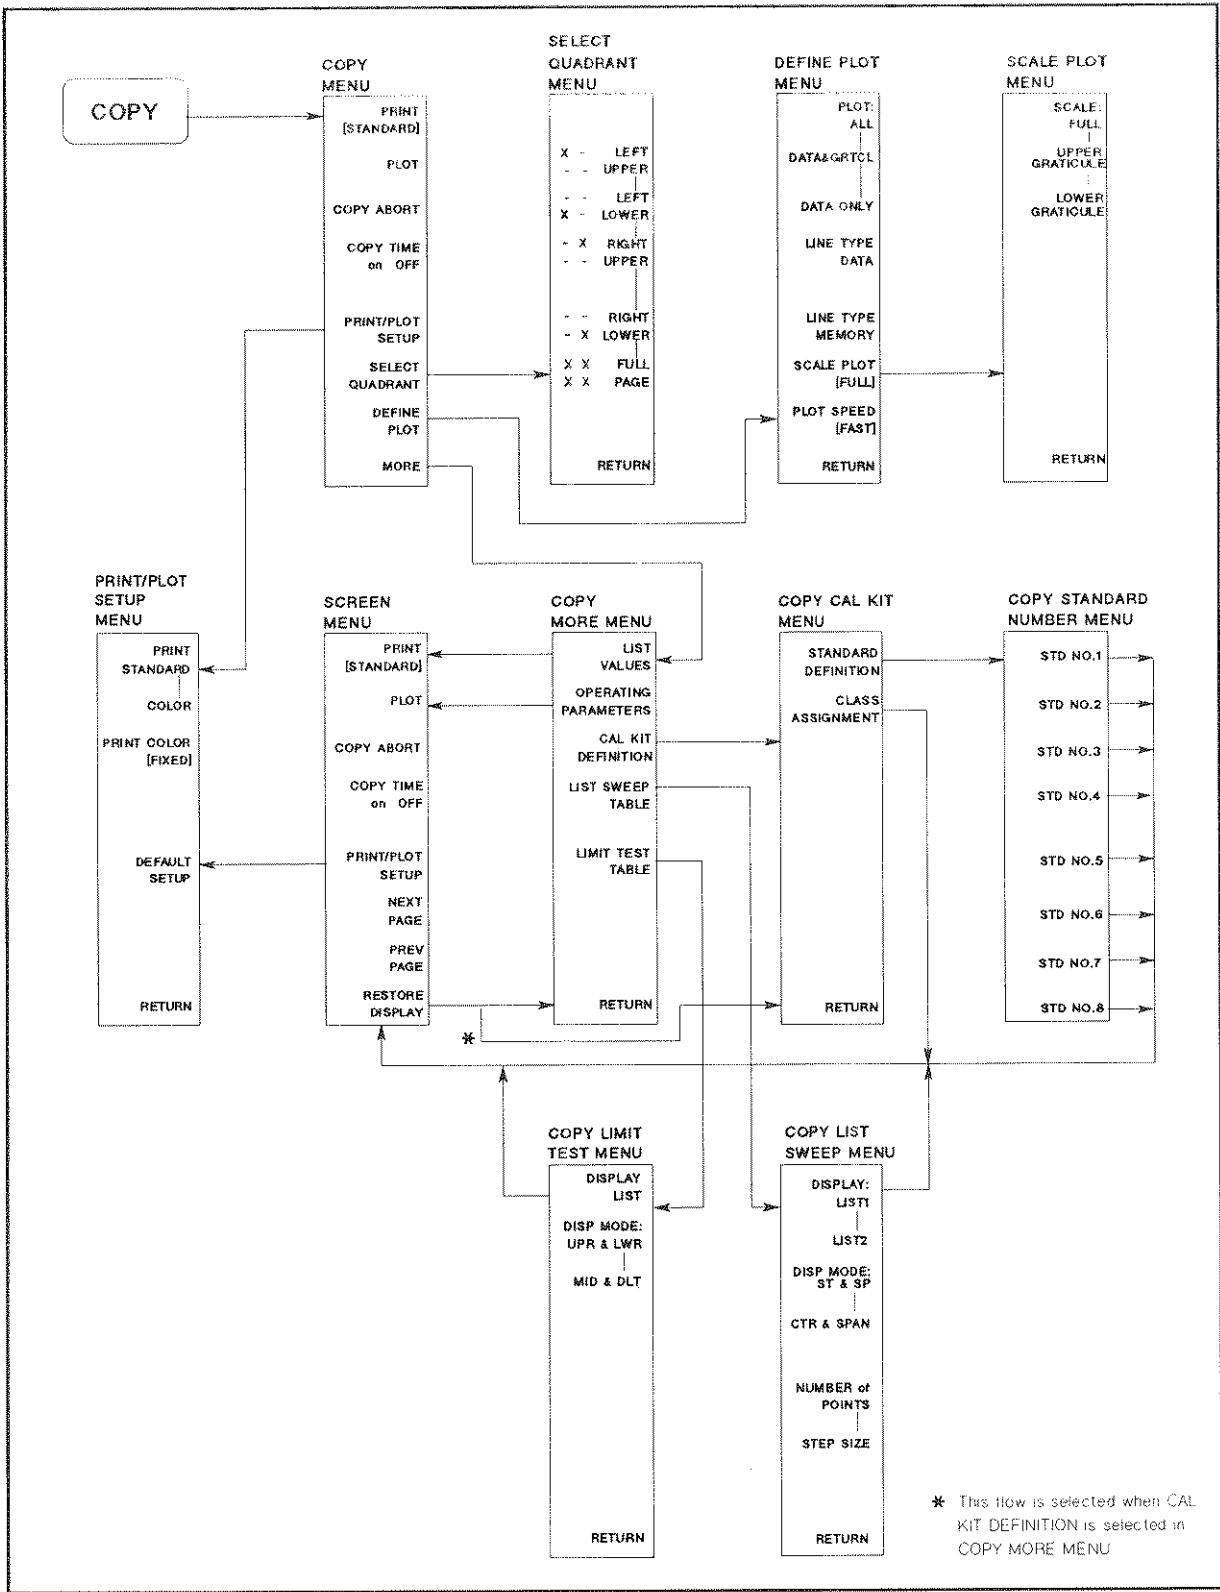 COPY
COPY
MENU
PRINT
[STANDARD]
PLOT
COPY ABORT
COPY TIME
on OFF
PRINT/PLOT
SETUP
SELECT
QUADRANT
DEFINE
PLOT
MORE
SELECT
QUADRANT
MENU
X - LEFT
- - UPPER
- - LEFT
X - LOWER
- X RIGHT
- - UPPER
- - RIGHT
- X LOWER
X X FULL
X X PAGE
RETURN
DEFINE PLOT
MENU
PLOT:
ALL
DATA&GRTCL
DATA ONLY
LINE TYPE
DATA
LINE TYPE
MEMORY
SCALE PLOT
[FULL]
PLOT SPEED
[FAST]
RETURN
SCALE PLOT
MENU
SCALE:
FULL
UPPER
GRATICULE
LOWER
GRATICULE
RETURN
PRINT/PLOT
SETUP
MENU
PRINT
STANDARD
COLOR
PRINT COLOR
[FIXED]
DEFAULT
SETUP
RETURN
SCREEN
MENU
PRINT
[STANDARD]
PLOT
COPY ABORT
COPY TIME
on OFF
PRINT/PLOT
SETUP
NEXT
PAGE
PREV
PAGE
RESTORE
DISPLAY
*
COPY
MORE MENU
LIST
VALUES
OPERATING
PARAMETERS
CAL KIT
DEFINITION
LIST SWEEP
TABLE
LIMIT TEST
TABLE
RETURN
COPY CAL KIT
MENU
STANDARD
DEFINITION
CLASS
ASSIGNMENT
RETURN
COPY STANDARD
NUMBER MENU
STD NO.1
STD NO.2
STD NO.3
STD NO.4
STD NO.5
STD NO.6
STD NO.7
STD NO.8
COPY LIMIT
TEST MENU
DISPLAY
LIST
DISP MODE:
UPR & LWR
MID & DLT
RETURN
COPY LIST
SWEEP MENU
DISPLAY:
LIST1
LIST2
DISP MODE:
ST & SP
CTR & SPAN
NUMBER of
POINTS
STEP SIZE
RETURN
* This flow is selected when CAL
KIT DEFINITION is selected in
COPY MORE MENU